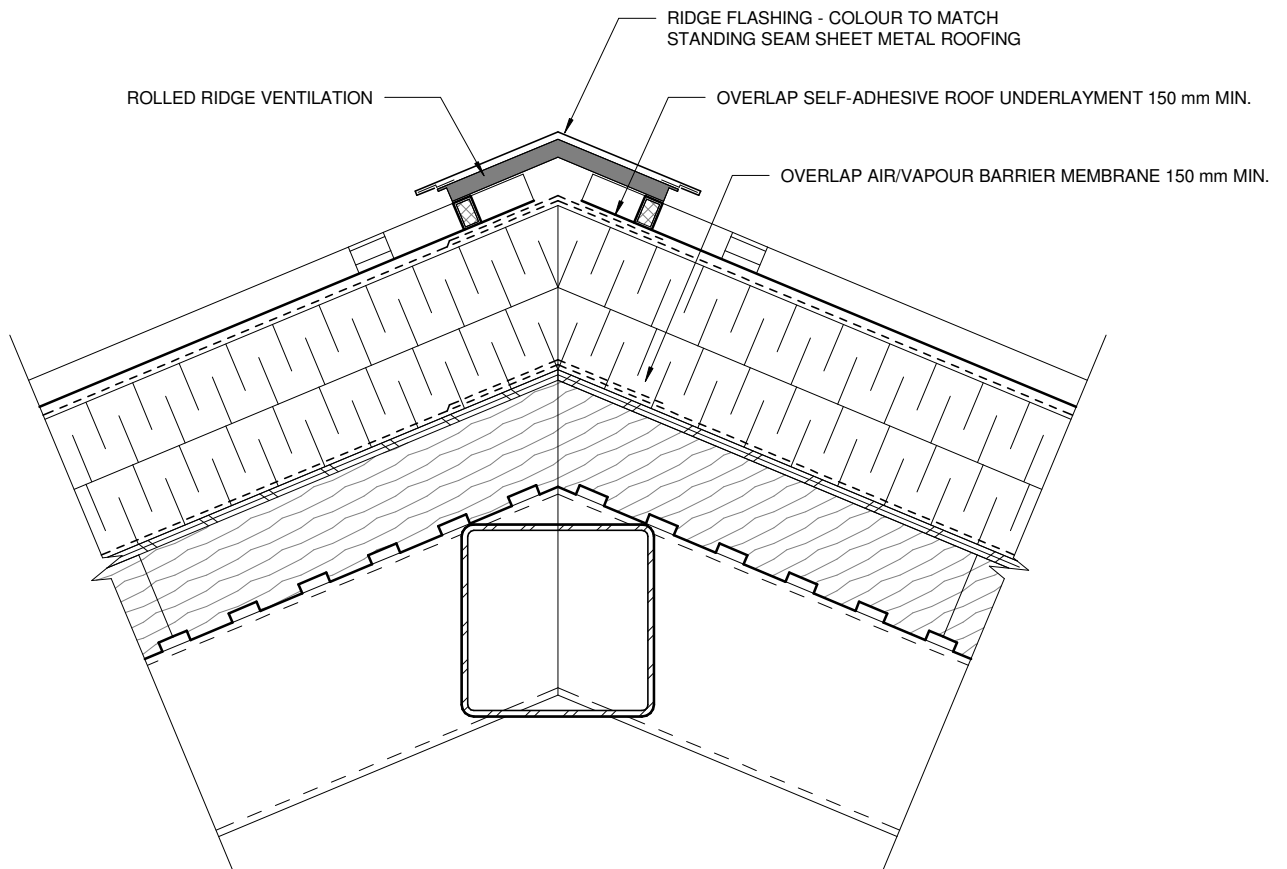 RIDGE FLASHING - COLOUR TO MATCH
STANDING SEAM SHEET METAL ROOFING
ROLLED RIDGE VENTILATION
OVERLAP SELF-ADHESIVE ROOF UNDERLAYMENT 150 mm MIN.
OVERLAP AIR/VAPOUR BARRIER MEMBRANE 150 mm MIN.